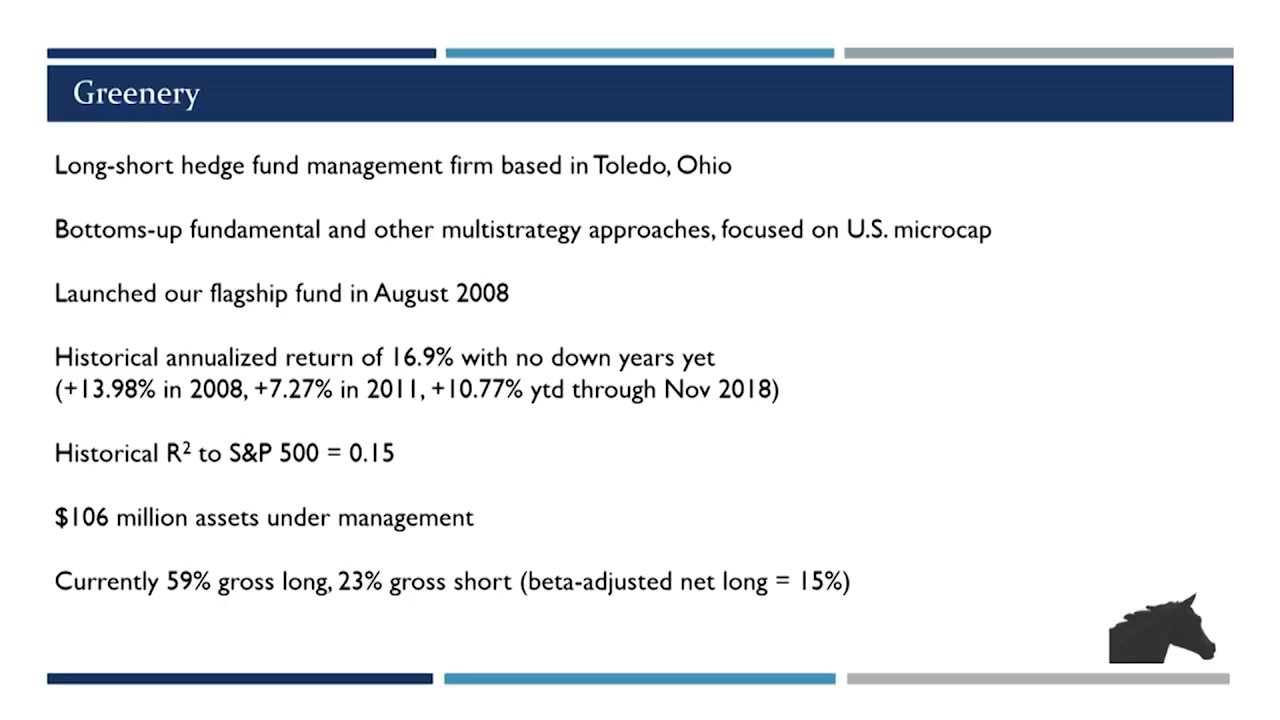 Greenery
Long-short hedge fund management firm based in Toledo, Ohio
Bottoms-up fundamental and other multistrategy approaches, focused on U.S. microcap
Launched our flagship fund in August 2008
Historical annualized return of 16.9% with no down years yet
(+13.98% in 2008, +7.27% in 2011, +10.77% ytd through Nov 2018)
Historical R² to S&P 500 = 0.15
$106 million assets under management
Currently 59% gross long, 23% gross short (beta-adjusted net long = 15%)